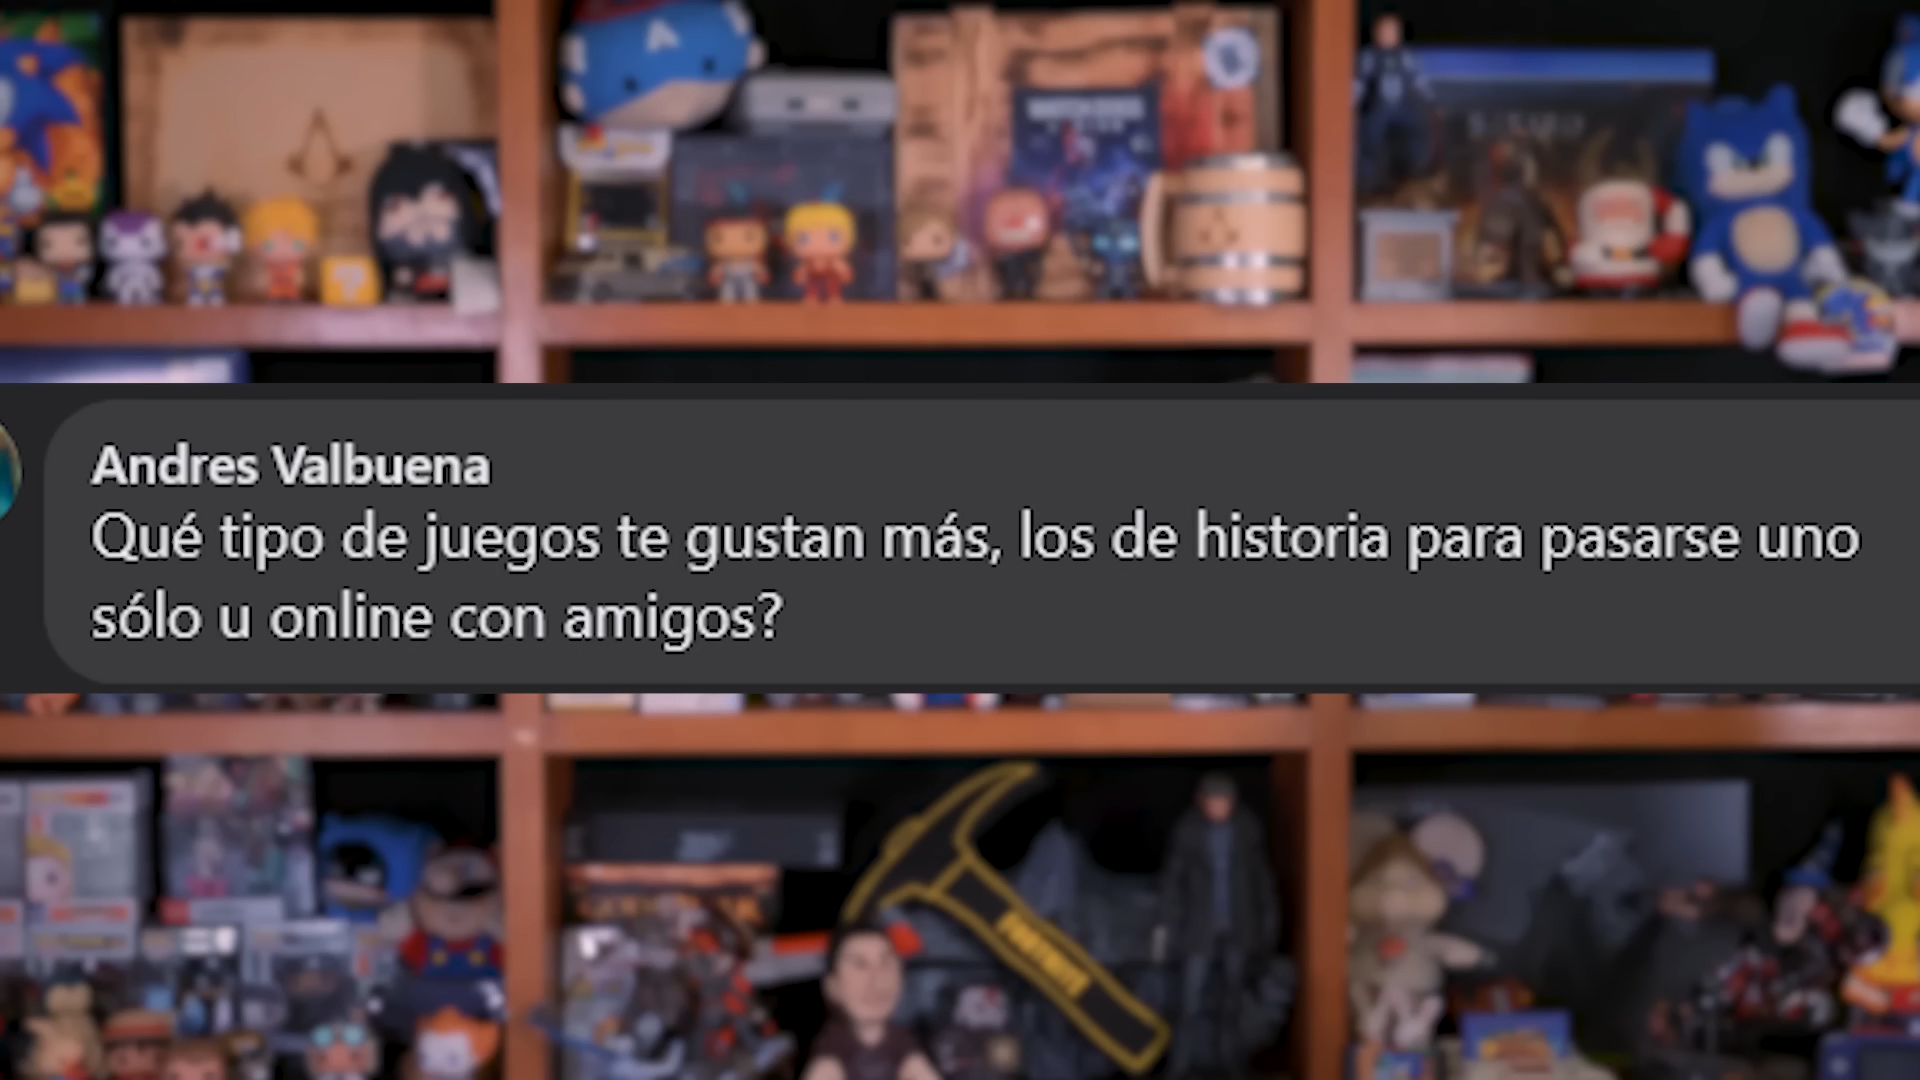 Andres Valbuena
Qué tipo de juegos te gustan más, los de historia para pasarse uno
sólo u online con amigos?